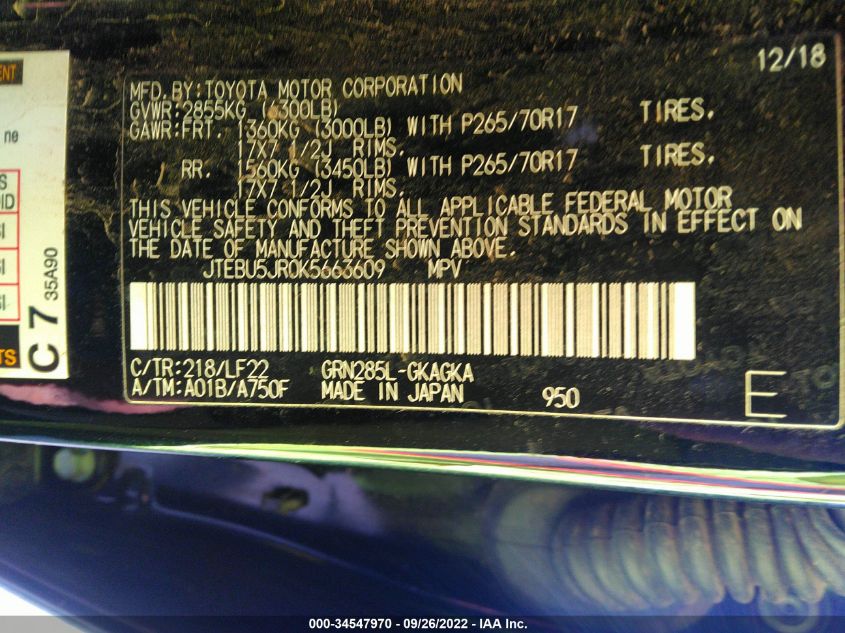 12/18
MFD. BY: TOYOTA MOTOR CORPORATION
GVWR: 2855KG (6300LB)
GAWR: FRT. 1360KG (3000LB) WITH P265/70R17 TIRES,
17X7 1/2J RIMS,
RR. 1560KG (3450LB) WITH P265/70R17 TIRES,
17X7 1/2J RIMS.
THIS VEHICLE CONFORMS TO ALL APPLICABLE FEDERAL MOTOR
VEHICLE SAFETY AND THEFT PREVENTION STANDARDS IN EFFECT ON
THE DATE OF MANUFACTURE SHOWN ABOVE.
JTEBU5JR0K5663609 MPV
C/TR: 218/LF22 GRN285L-GKAGKA
A/TM: A01B/A750F MADE IN JAPAN 950 E
C7
35A90
000-34547970 - 09/26/2022 - IAA Inc.